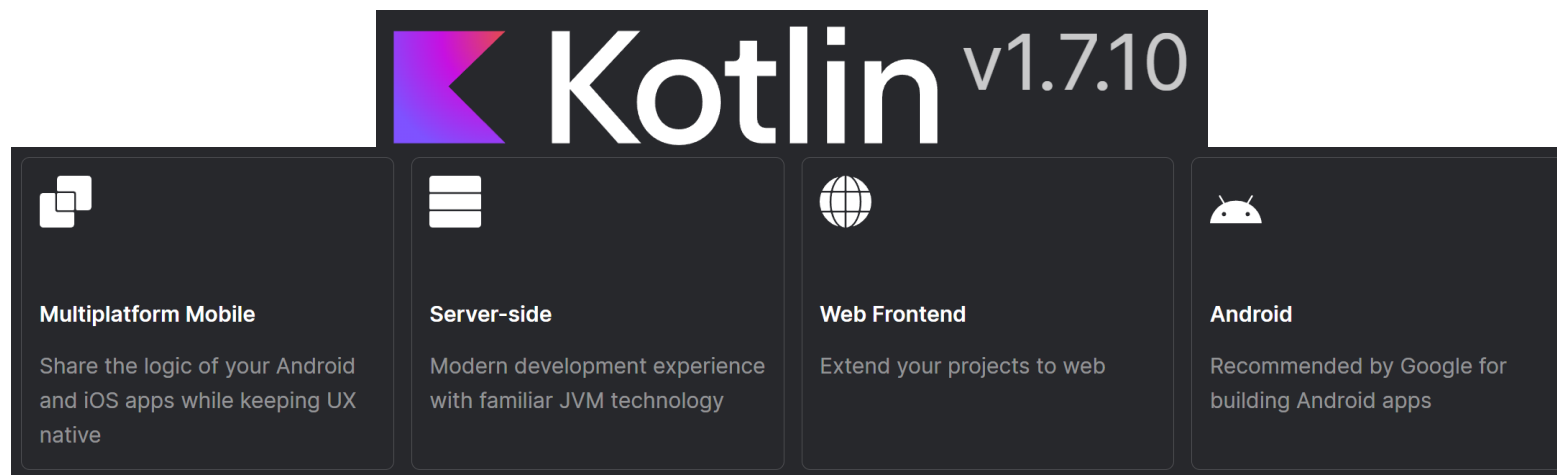 Kotlin v1.7.10
Multiplatform Mobile
Share the logic of your Android
and iOS apps while keeping UX
native
Server-side
Modern development experience
with familiar JVM technology
Web Frontend
Extend your projects to web
Android
Recommended by Google for
building Android apps